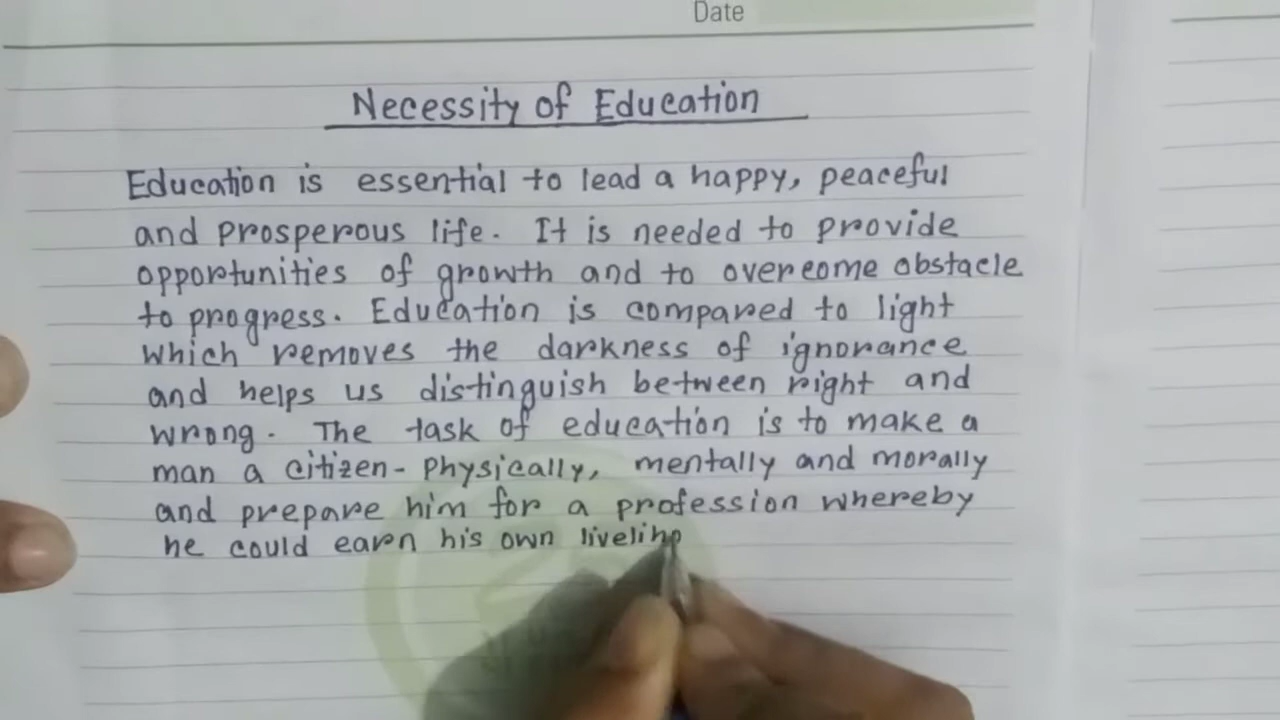 Date
Necessity of Education
Education is essential to lead a happy, peaceful
and prosperous life. It is needed to provide
opportunities of growth and to overcome obstacle
to progress. Education is compared to light
which removes the darkness of ignorance
and helps us distinguish between right and
wrong. The task of education is to make a
man a citizen - physically, mentally and morally
and prepare him for a profession whereby
he could earn his own liveliho